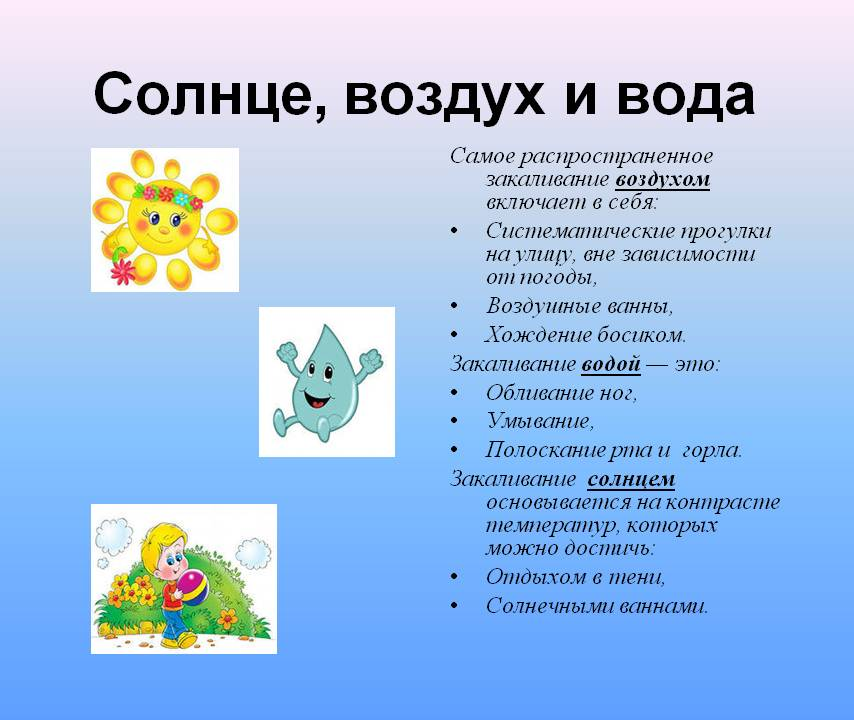 Солнце, воздух и вода
Самое распространенное
закаливание воздухом
включает в себя:
• Систематические прогулки
на улицу, вне зависимости
от погоды,
• Воздушные ванны,
• Хождение босиком.
Закаливание водой — это:
• Обливание ног,
• Умывание,
• Полоскание рта и горла.
Закаливание солнцем
основывается на контрасте
температур, которых
можно достичь:
• Отдыхом в тени,
• Солнечными ваннами.